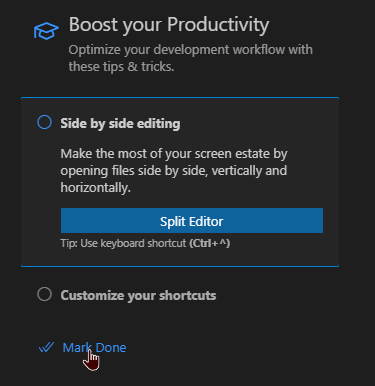 Boost your Productivity
Optimize your development workflow with
these tips & tricks.
Side by side editing
Make the most of your screen estate by
opening files side by side, vertically and
horizontally.
Split Editor
Tip: Use keyboard shortcut (Ctrl+^)
Customize your shortcuts
Mark Done